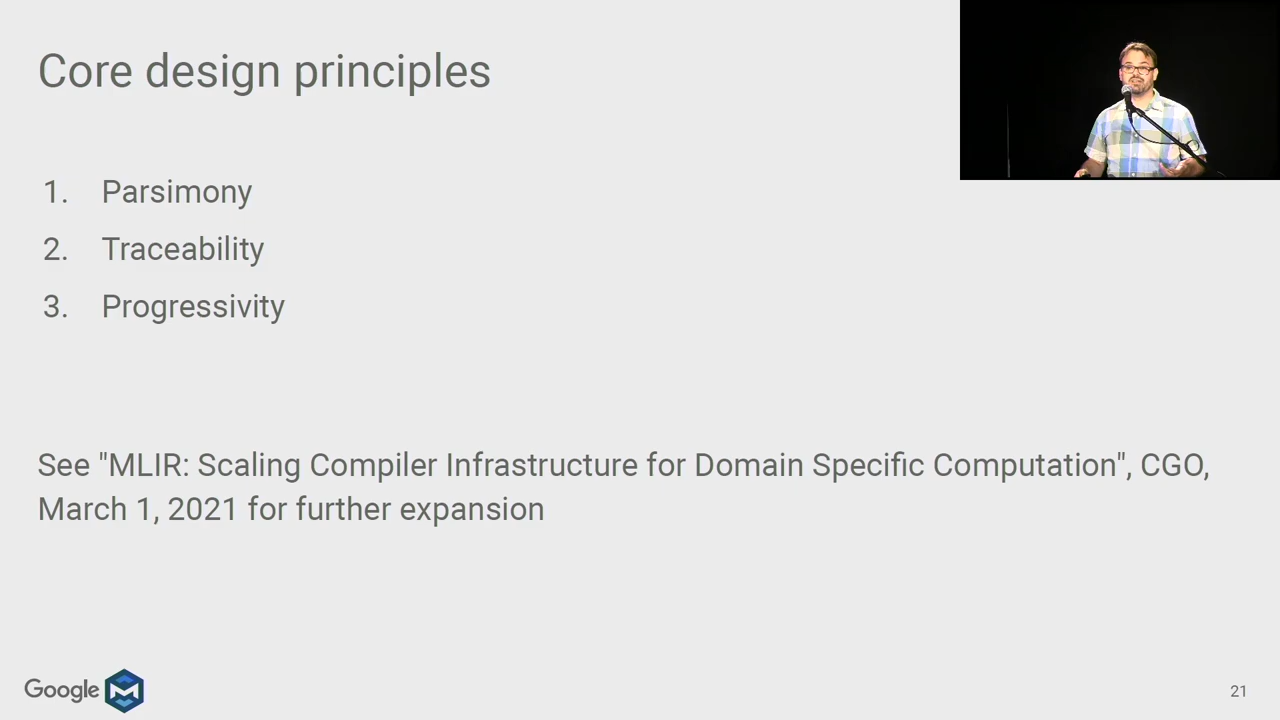 Core design principles
1. Parsimony
2. Traceability
3. Progressivity
See "MLIR: Scaling Compiler Infrastructure for Domain Specific Computation", CGO,
March 1, 2021 for further expansion
Google
21